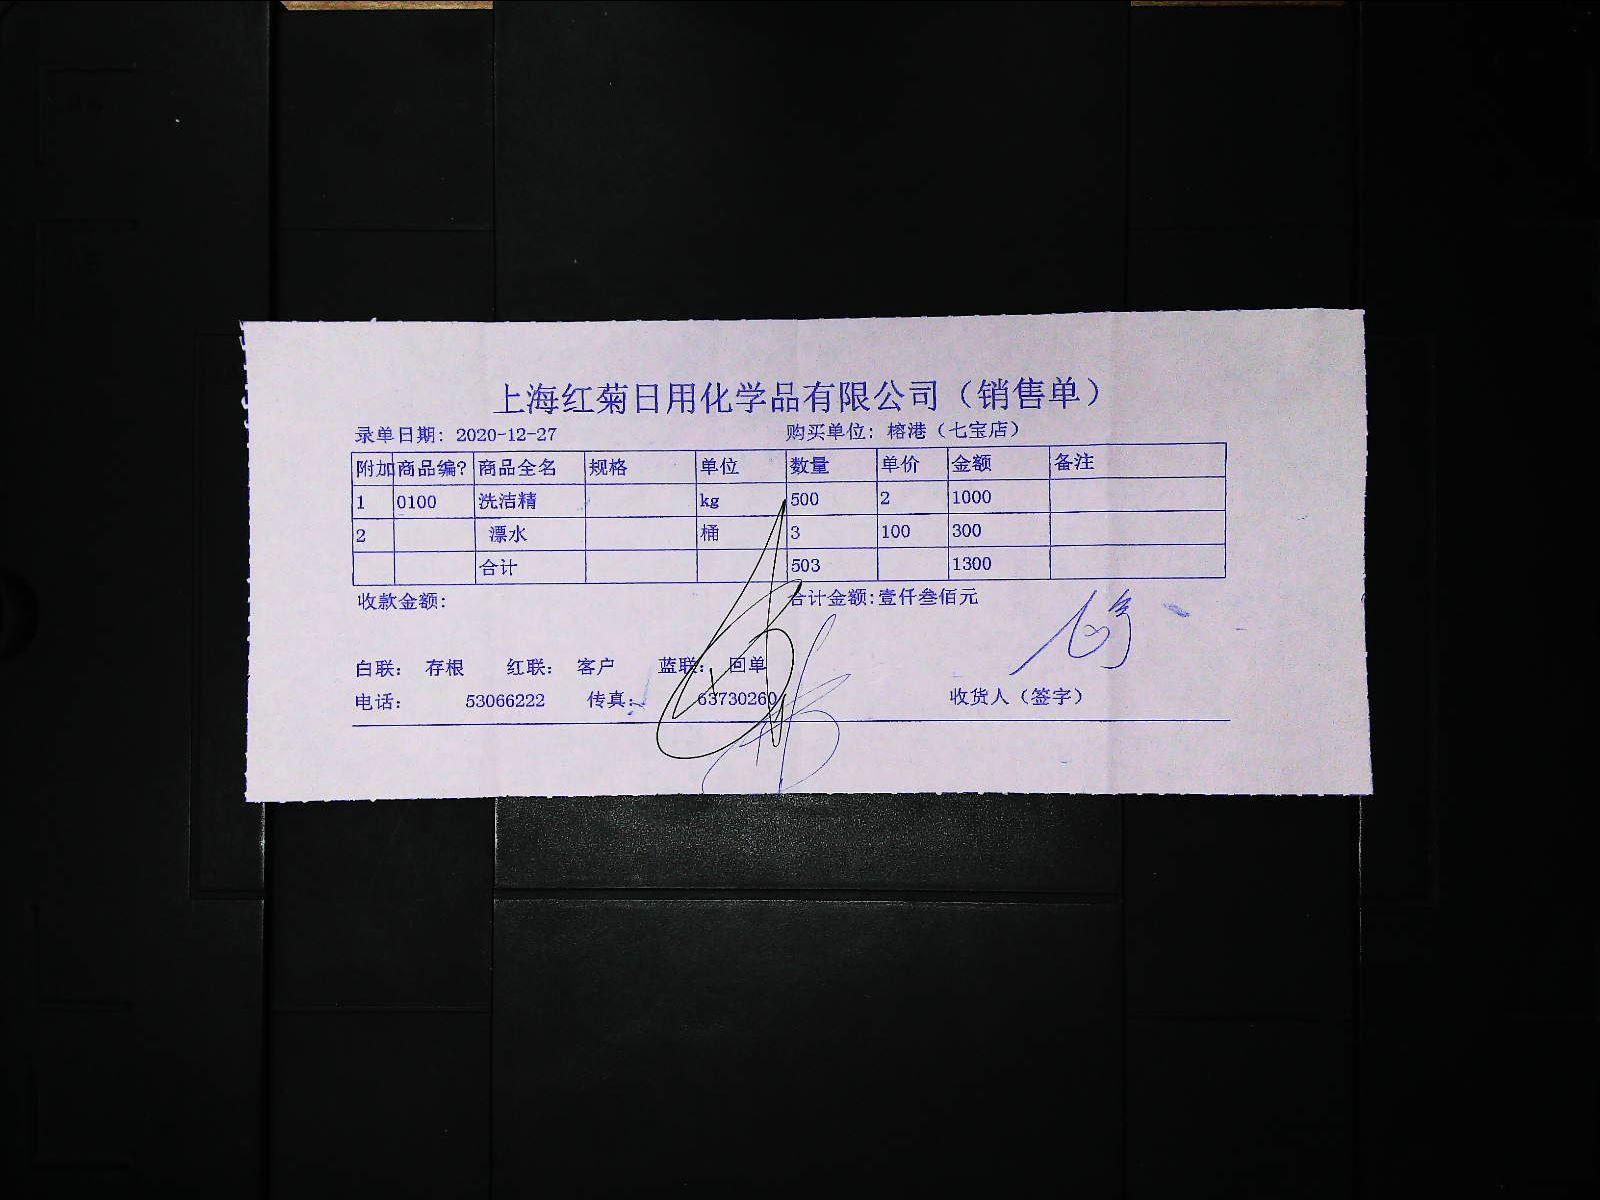 上海红菊日用化学品有限公司（销售单）
录单日期: 2020-12-27 购买单位: 榕港（七宝店）
附加 商品编? 商品全名 规格 单位 数量 单价 金额 备注
1 0100 洗洁精 kg 500 2 1000
2 漂水 桶 3 100 300
合计 503 1300
收款金额: 合计金额:壹仟叁佰元
白联: 存根 红联: 客户 蓝联: 回单
电话: 53066222 传真: 63730260 收货人（签字）